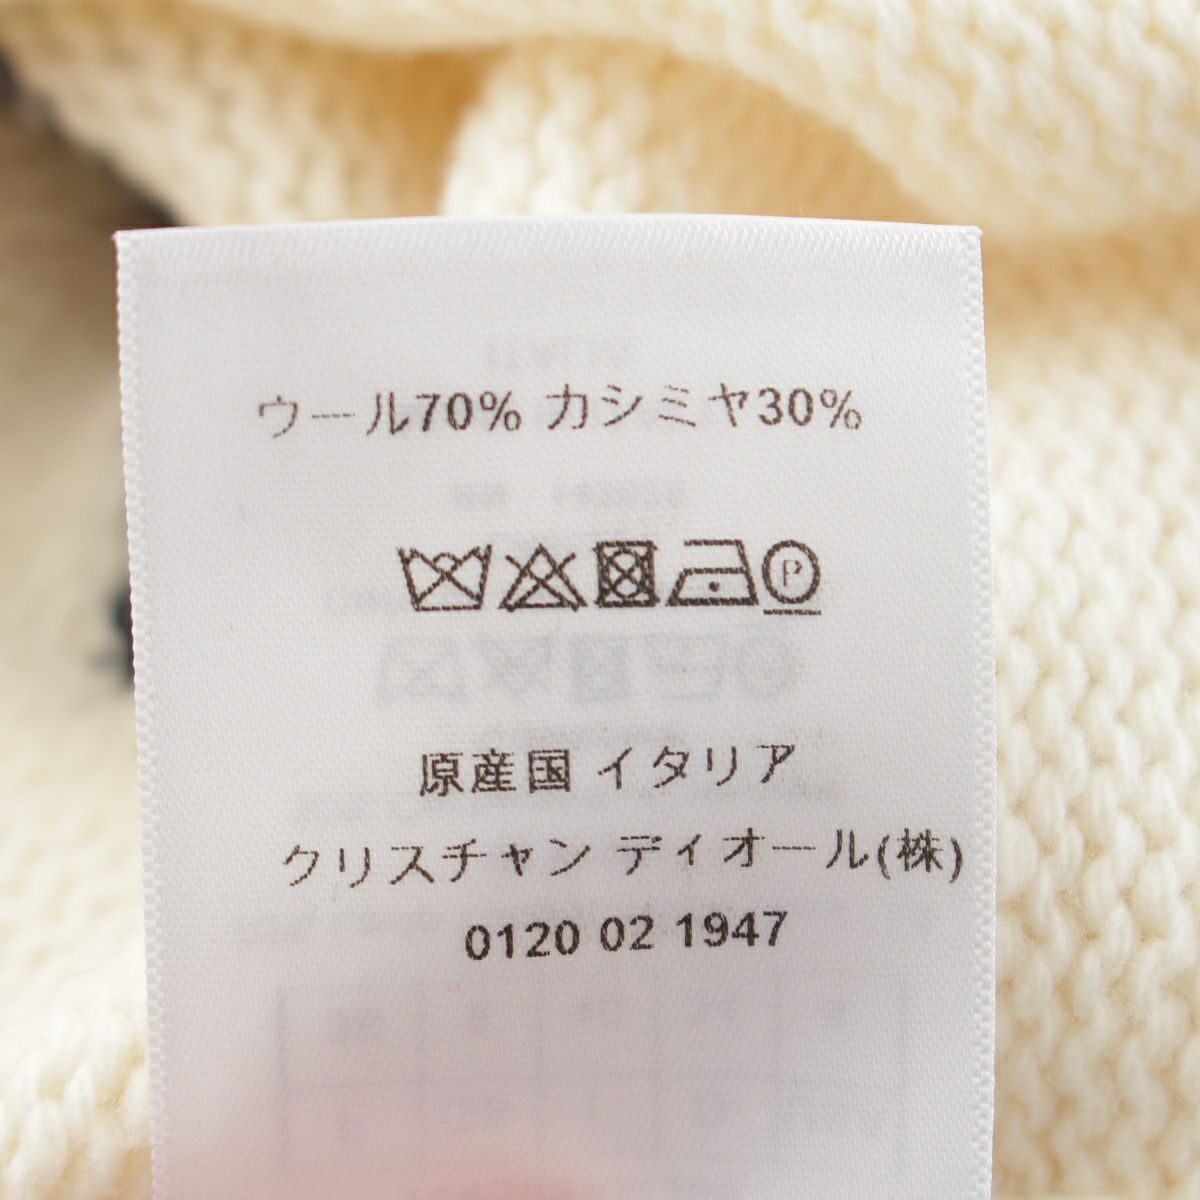 ウール70% カシミヤ30%
P
原産国 イタリア
クリスチャン ディオール(株)
0120 02 1947